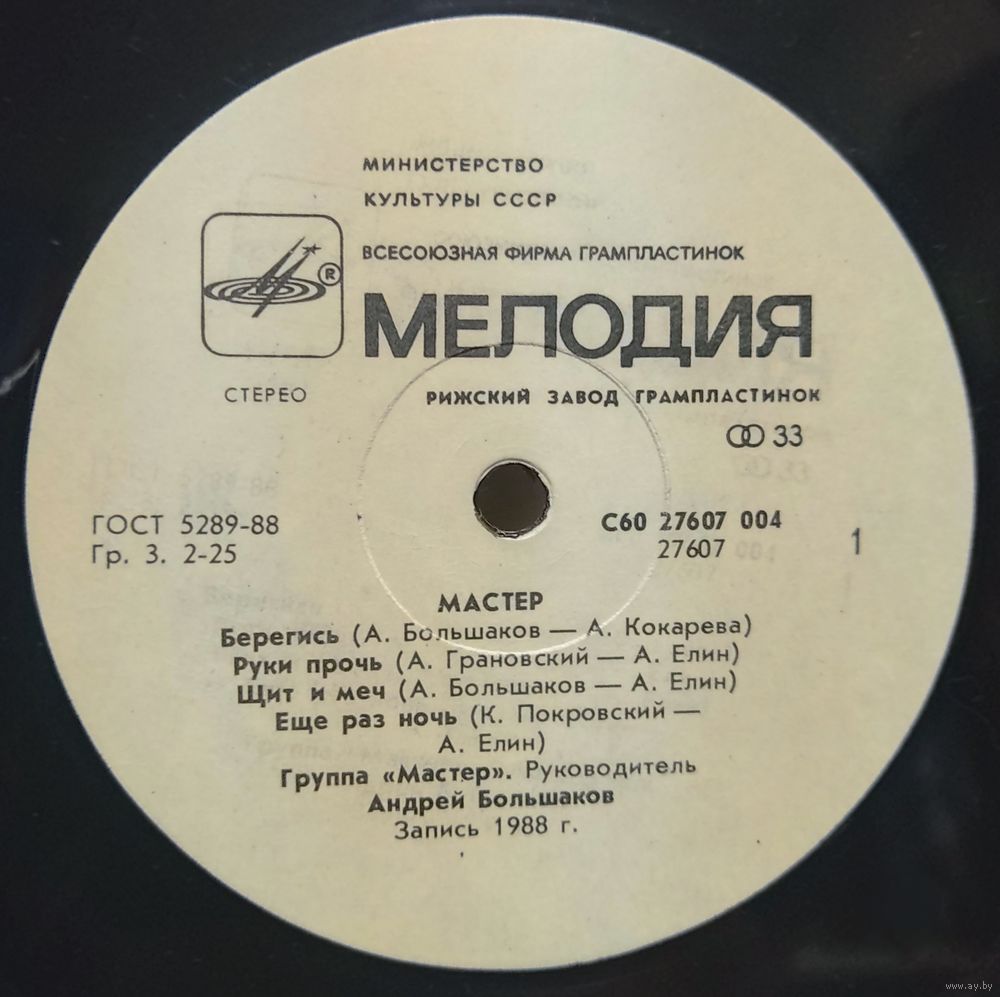 МИНИСТЕРСТВО
КУЛЬТУРЫ СССР
ВСЕСОЮЗНАЯ ФИРМА ГРАМПЛАСТИНОК
®
МЕЛОДИЯ
СТЕРЕО
РИЖСКИЙ ЗАВОД ГРАМПЛАСТИНОК
33
ГОСТ 5289-88
Гр. 3. 2-25
С60 27607 004
27607
1
МАСТЕР
Берегись (А. Большаков — А. Кокарева)
Руки прочь (А. Грановский — А. Елин)
Щит и меч (А. Большаков — А. Елин)
Еще раз ночь (К. Покровский —
А. Елин)
Группа «Мастер». Руководитель
Андрей Большаков
Запись 1988 г.
www.ay.by